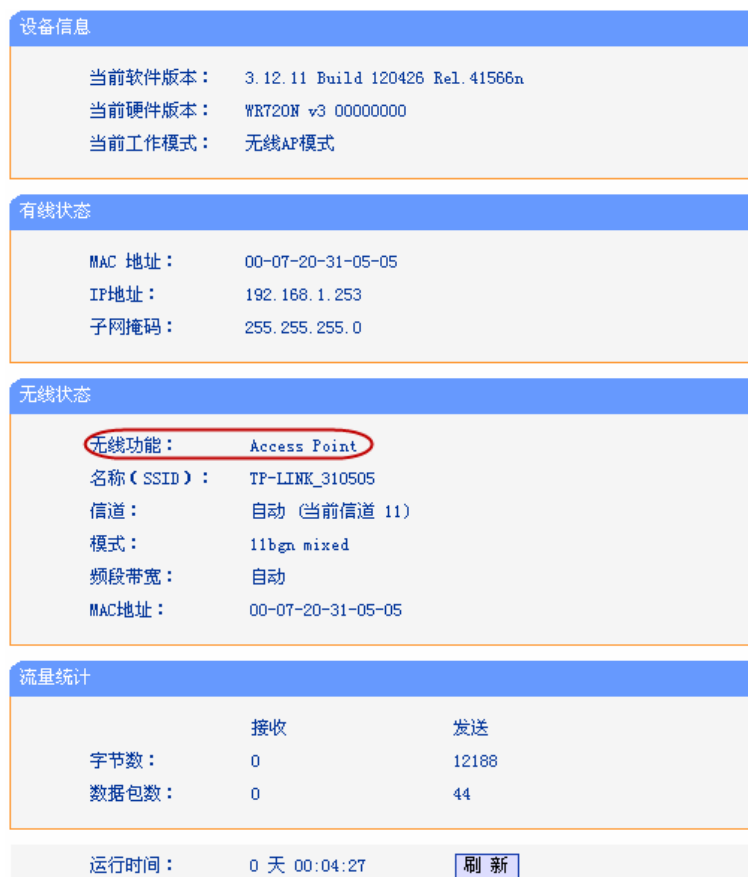 设备信息
当前软件版本： 3.12.11 Build 120426 Rel.41566n
当前硬件版本： WR720N v3 00000000
当前工作模式： 无线AP模式
有线状态
MAC 地址： 00-07-20-31-05-05
IP地址： 192.168.1.253
子网掩码： 255.255.255.0
无线状态
无线功能： Access Point
名称（SSID）： TP-LINK_310505
信道： 自动（当前信道 11）
模式： 11bgn mixed
频段带宽： 自动
MAC地址： 00-07-20-31-05-05
流量统计
接收 发送
字节数： 0 12188
数据包数： 0 44
运行时间： 0 天 00:04:27 刷 新